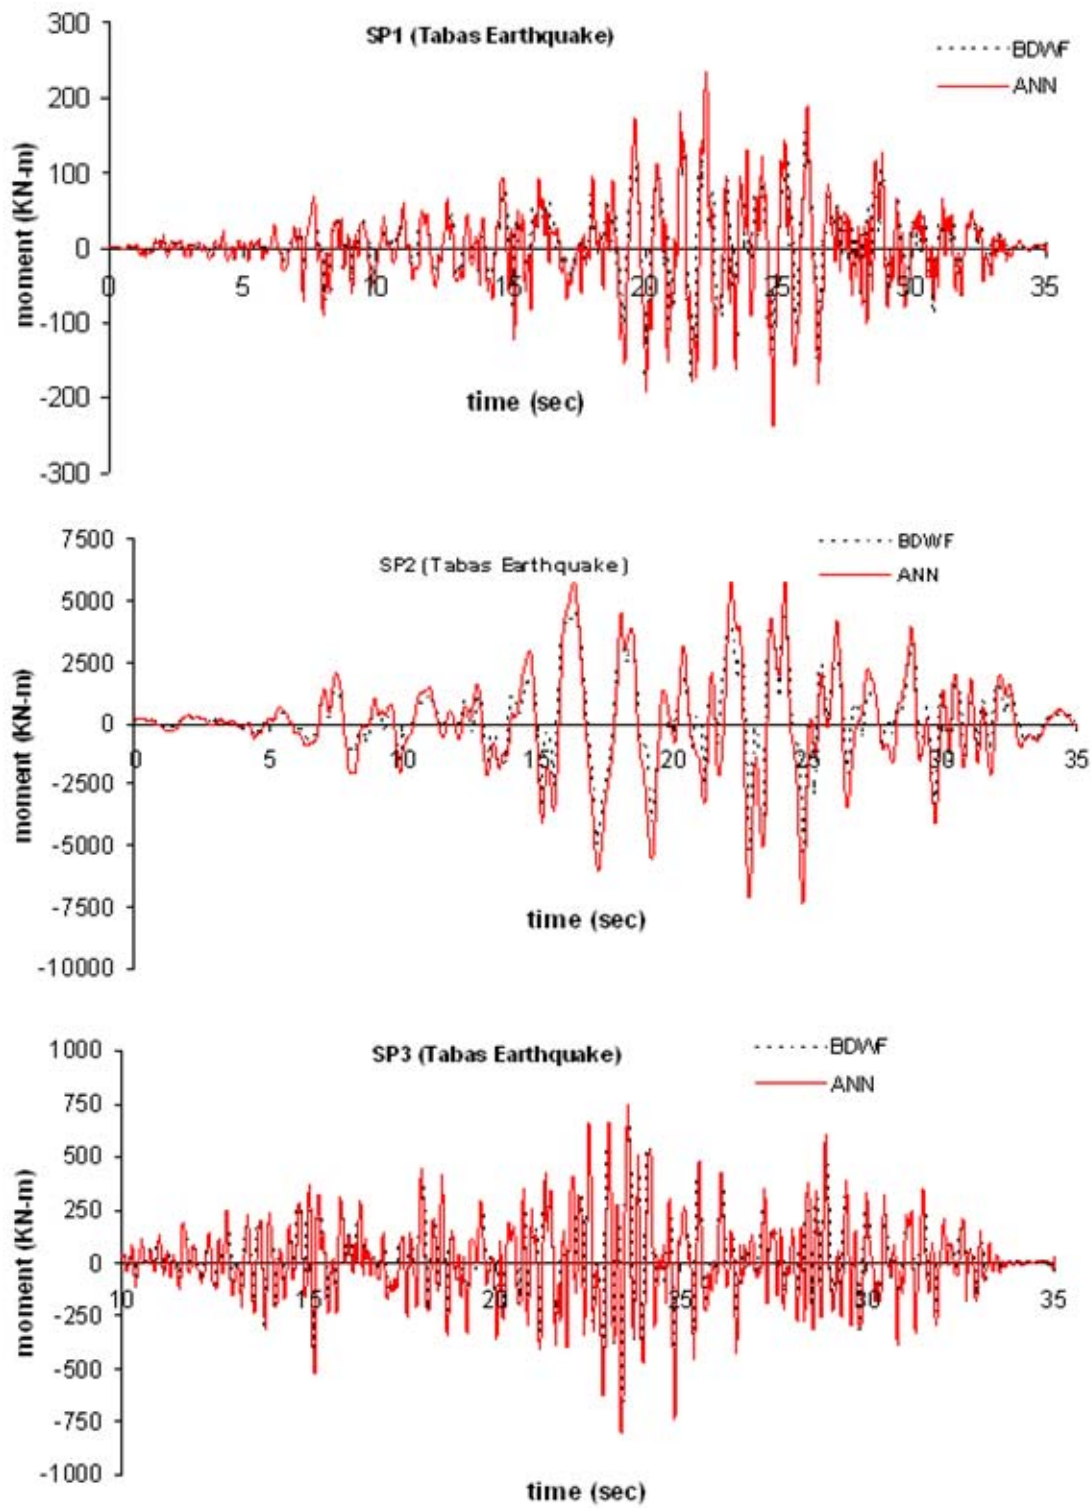 SP1 (Tabas Earthquake)
BDWF
ANN
300
200
100
0
-100
-200
-300
moment (KN-m)
0 5 10 15 20 25 30 35
time (sec)
SP2 (Tabas Earthquake)
BDWF
ANN
7500
5000
2500
0
-2500
-5000
-7500
-10000
moment (KN-m)
0 5 10 15 20 25 30 35
time (sec)
SP3 (Tabas Earthquake)
BDWF
ANN
1000
750
500
250
0
-250
-500
-750
-1000
moment (KN-m)
10 15 20 25 30 35
time (sec)